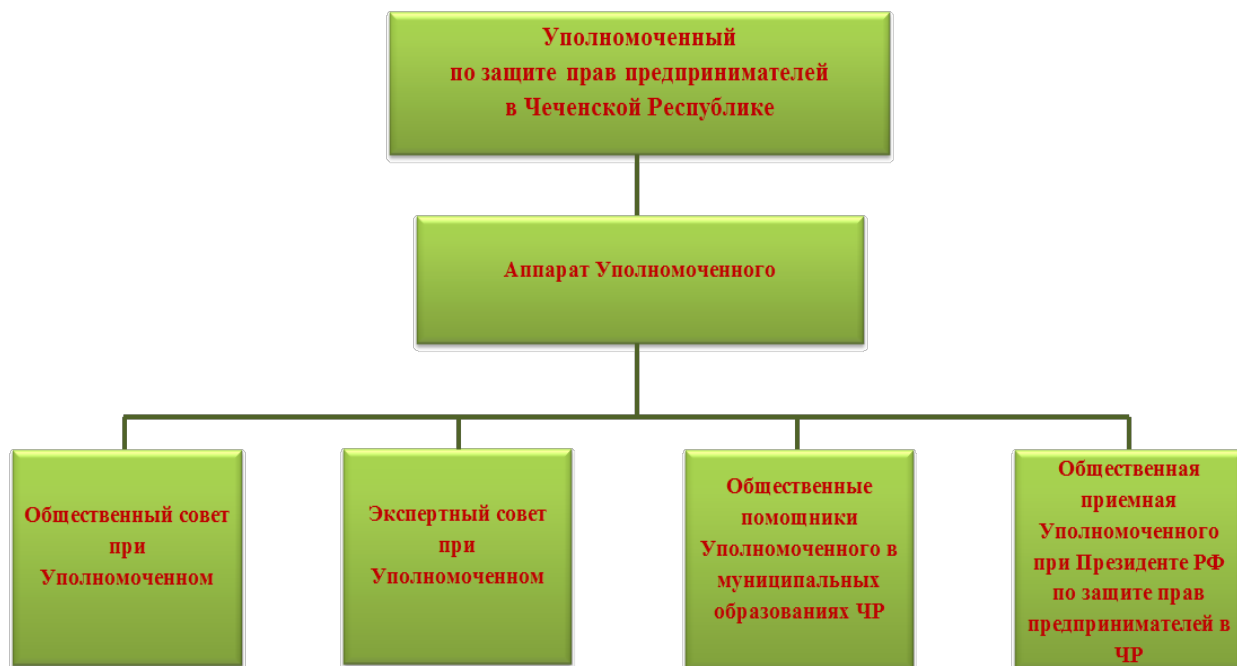 Уполномоченный
по защите прав предпринимателей
в Чеченской Республике
Аппарат Уполномоченного
Общественный совет
при
Уполномоченном
Экспертный совет
при
Уполномоченном
Общественные
помощники
Уполномоченного в
муниципальных
образованиях ЧР
Общественная
приемная
Уполномоченного
при Президенте РФ
по защите прав
предпринимателей в
ЧР